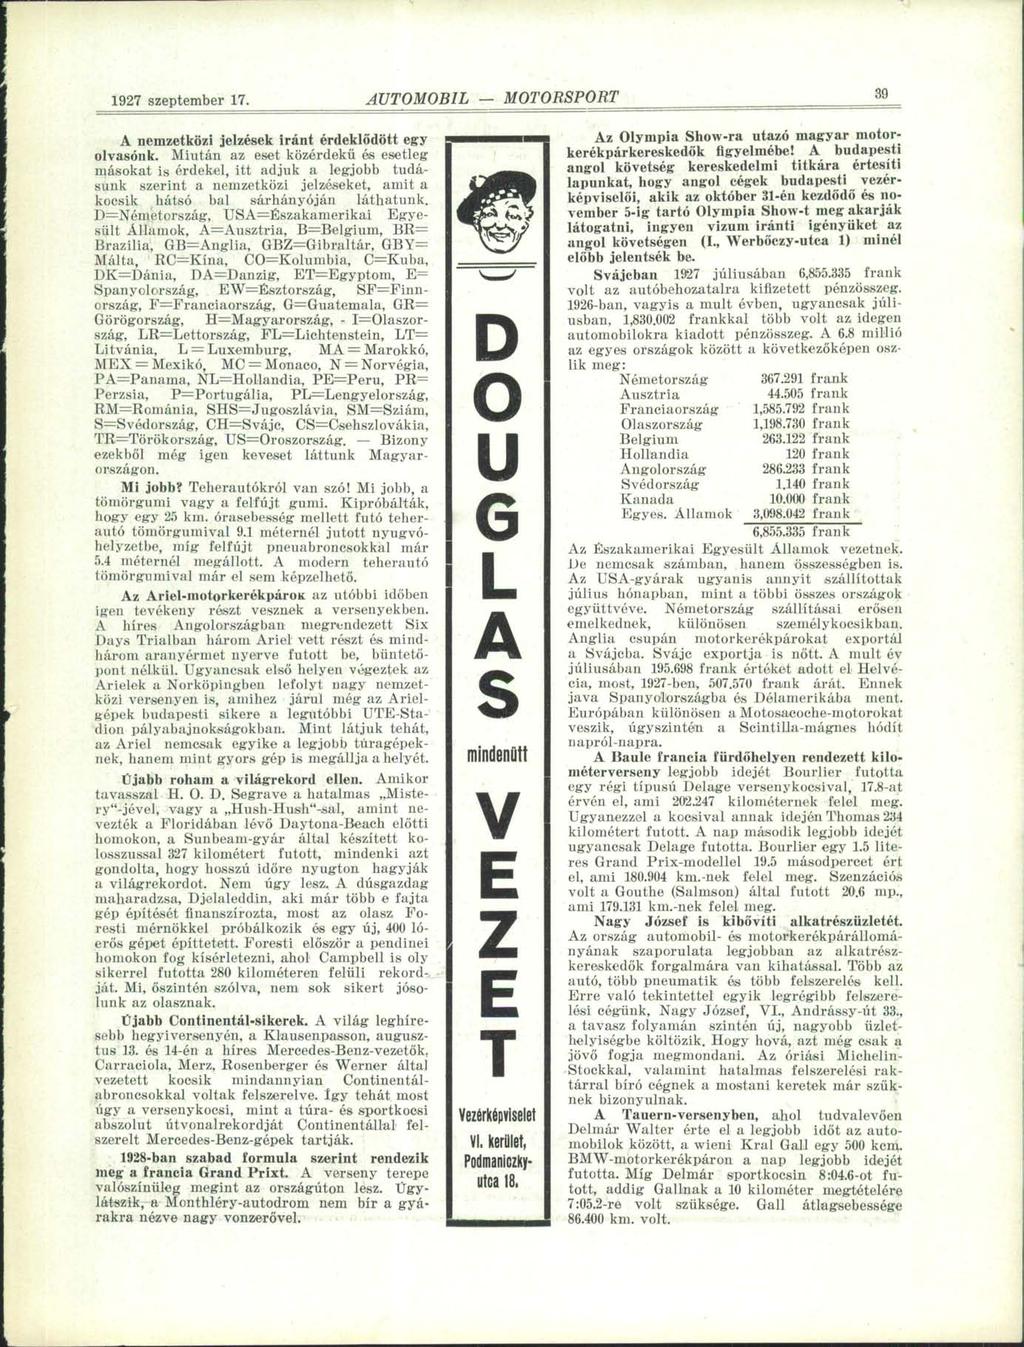 1927 szeptember 17. AUTOMOBIL — MOTORSPORT 39
A nemzetközi jelzések iránt érdeklődött egy
olvasónk. Miután az eset közérdekű és esetleg
másokat is érdekel, itt adjuk a legjobb tudá-
sunk szerint a nemzetközi jelzéseket, amit a
kocsik hátsó bal sárhányóján láthatunk.
D=Németország, USA=Északamerikai Egye-
sült Államok, A=Ausztria, B=Belgium, BR=
Brazilia, GB=Anglia, GBZ=Gibraltár, GBY=
Málta, RC=Kína, CO=Kolumbia, C=Kuba,
DK=Dánia, DA=Danzig, ET=Egyptom, E=
Spanyolország, EW=Észtország, SF=Finn-
ország, F=Franciaország, G=Guatemala, GR=
Görögország, H=Magyarország, - I=Olaszor-
szág, LR=Lettország, FL=Lichtenstein, LT=
Litvánia, L=Luxemburg, MA=Marokkó,
MEX=Mexikó, MC=Monaco, N=Norvégia,
PA=Panama, NL=Hollandia, PE=Peru, PR=
Perzsia, P=Portugália, PL=Lengyelország,
RM=Románia, SHS=Jugoszlávia, SM=Sziám,
S=Svédország, CH=Svájc, CS=Csehszlovákia,
TR=Törökország, US=Oroszország. — Bizony
ezekből még igen keveset láttunk Magyar-
országon.
Mi jobb? Teherautókról van szó! Mi jobb, a
tömörgumi vagy a felfújt gumi. Kipróbálták,
hogy egy 25 km. órasebesség mellett futó teher-
autó tömörgumival 9.1 méternél jutott nyugvó-
helyzetbe, míg felfújt pneuabroncsokkal már
5.4 méternél megállott. A modern teherautó
tömörgumival már el sem képzelhető.
Az Ariel-motorkerékpárok az utóbbi időben
igen tevékeny részt vesznek a versenyekben.
A híres Angolországban megrendezett Six
Days Trialban három Ariel vett részt és mind-
három aranyérmet nyerve futott be, büntető-
pont nélkül. Ugyancsak első helyen végeztek az
Arielek a Norköpingben lefolyt nagy nemzet-
közi versenyen is, amihez járul még az Ariel-
gépek budapesti sikere a legutóbbi UTE-Sta-
dion pályabajnokságokban. Mint látjuk tehát,
az Ariel nemcsak egyike a legjobb túragépek-
nek, hanem mint gyors gép is megállja a helyét.
Újabb roham a világrekord ellen. Amikor
tavasszal H. O. D. Segrave a hatalmas „Miste-
ry“-jével, vagy a „Hush-Hush“-sal, amint ne-
vezték a Floridában lévő Daytona-Beach előtti
homokon, a Sunbeam-gyár által készített ko-
losszussal 327 kilométert futott, mindenki azt
gondolta, hogy hosszú időre nyugton hagyják
a világrekordot. Nem úgy lesz. A dúsgazdag
maharadzsa, Djelaleddin, aki már több e fajta
gép építését finanszírozta, most az olasz Fo-
resti mérnökkel próbálkozik és egy új, 400 ló-
erős gépet építtetett. Foresti először a pendinei
homokon fog kísérletezni, ahol Campbell is oly
sikerrel futotta 280 kilométeren felüli rekord-
ját. Mi, őszintén szólva, nem sok sikert jóso-
lunk az olasznak.
Újabb Continentál-sikerek. A világ leghíre-
sebb hegyiversenyén, a Klausenpasson, augusz-
tus 13. és 14-én a híres Mercedes-Benz-vezetők,
Carraciola, Merz, Rosenberger és Werner által
vezetett kocsik mindannyian Continentál-
abroncsokkal voltak felszerelve. Így tehát most
úgy a versenykocsi, mint a túra- és sportkocsi
abszolut útvonalrekordját Continentállal fel-
szerelt Mercedes-Benz-gépek tartják.
1928-ban szabad formula szerint rendezik
meg a francia Grand Prixt. A verseny terepe
valószínűleg megint az országúton lesz. Úgy-
látszik, a Monthléry-autodrom nem bír a gyá-
rakra nézve nagy vonzerővel.
D
O
U
G
L
A
S
mindenütt
V
E
Z
E
T
Vezérképviselet
VI. kerület,
Podmaniczky-
utca 18.
Az Olympia Show-ra utazó magyar motor-
kerékpárkereskedők figyelmébe! A budapesti
angol követség kereskedelmi titkára értesíti
lapunkat, hogy angol cégek budapesti vezér-
képviselői, akik az október 31-én kezdődő és no-
vember 5-ig tartó Olympia Show-t meg akarják
látogatni, ingyen vizum iránti igényüket az
angol követségen (I., Werbőczy-utca 1) minél
előbb jelentsék be.
Svájcban 1927 júliusában 6,855.335 frank
volt az autóbehozatalra kifizetett pénzösszeg.
1926-ban, vagyis a mult évben, ugyancsak júli-
usban, 1,830.002 frankkal több volt az idegen
automobilokra kiadott pénzösszeg. A 6.8 millió
az egyes országok között a következőképen osz-
lik meg:
Németország 367.291 frank
Ausztria 44.505 frank
Franciaország 1,585.792 frank
Olaszország 1,198.730 frank
Belgium 263.122 frank
Hollandia 120 frank
Angolország 286.233 frank
Svédország 1.140 frank
Kanada 10.000 frank
Egyes. Államok 3,098.042 frank
6,855.335 frank
Az Északamerikai Egyesült Államok vezetnek.
De nemcsak számban, hanem összességben is.
Az USA-gyárak ugyanis annyit szállítottak
július hónapban, mint a többi összes országok
együttvéve. Németország szállításai erősen
emelkednek, különösen személykocsikban.
Anglia csupán motorkerékpárokat exportál
a Svájcba. Svájc exportja is nőtt. A mult év
júliusában 195.698 frank értéket adott el Helvé-
cia, most, 1927-ben, 507.570 frank árát. Ennek
java Spanyolországba és Délamerikába ment.
Európában különösen a Motosacoche-motorokat
veszik, úgyszintén a Scintilla-mágnes hódít
napról-napra.
A Baule francia fürdőhelyen rendezett kilo-
méterverseny legjobb idejét Bourlier futotta
egy régi típusú Delage versenykocsival, 17.8-at
érvén el, ami 202.247 kilométernek felel meg.
Ugyanezzel a kocsival annak idején Thomas 234
kilométert futott. A nap második legjobb idejét
ugyancsak Delage futotta. Bourlier egy 1.5 lite-
res Grand Prix-modellel 19.5 másodpercet ért
el, ami 180.904 km.-nek felel meg. Szenzációs
volt a Gouthe (Salmson) által futott 20,6 mp.,
ami 179.131 km.-nek felel meg.
Nagy József is kibővíti alkatrészüzletét.
Az ország automobil- és motorkerékpárállomá-
nyának szaporulata legjobban az alkatrész-
kereskedők forgalmára van kihatással. Több az
autó, több pneumatik és több felszerelés kell.
Erre való tekintettel egyik legrégibb felszere-
lési cégünk, Nagy József, VI., Andrássy-út 33.,
a tavasz folyamán szintén új, nagyobb üzlet-
helyiségbe költözik. Hogy hová, azt még csak a
jövő fogja megmondani. Az óriási Michelin-
Stockkal, valamint hatalmas felszerelési rak-
tárral bíró cégnek a mostani keretek már szűk-
nek bizonyulnak.
A Tauern-versenyben, ahol tudvalevően
Delmár Walter érte el a legjobb időt az auto-
mobilok között, a wieni Kral Gall egy 500 kcm.
BMW-motorkerékpáron a nap legjobb idejét
futotta. Míg Delmár sportkocsin 8:04.6-ot fu-
tott, addig Gallnak a 10 kilométer megtételére
7:05.2-re volt szüksége. Gall átlagsebessége
86.400 km. volt.